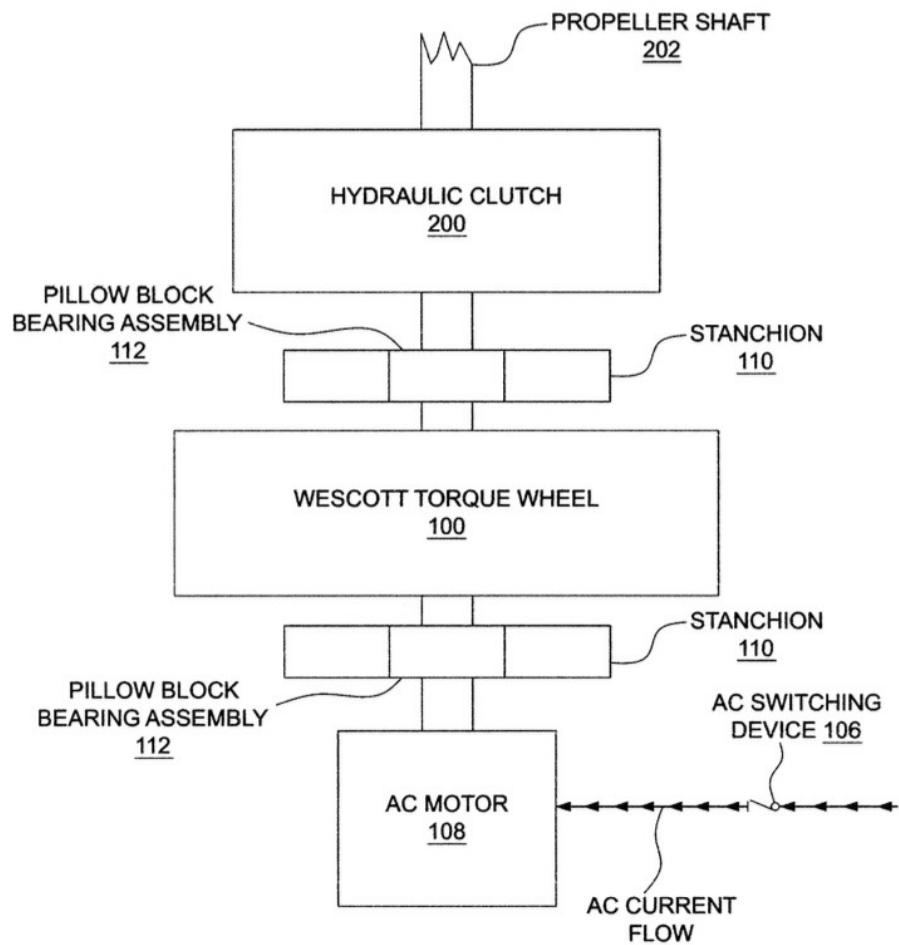 PROPELLER SHAFT
202
HYDRAULIC CLUTCH
200
PILLOW BLOCK
BEARING ASSEMBLY
112
STANCHION
110
WESCOTT TORQUE WHEEL
100
STANCHION
110
PILLOW BLOCK
BEARING ASSEMBLY
112
AC SWITCHING
DEVICE 106
AC MOTOR
108
AC CURRENT
FLOW